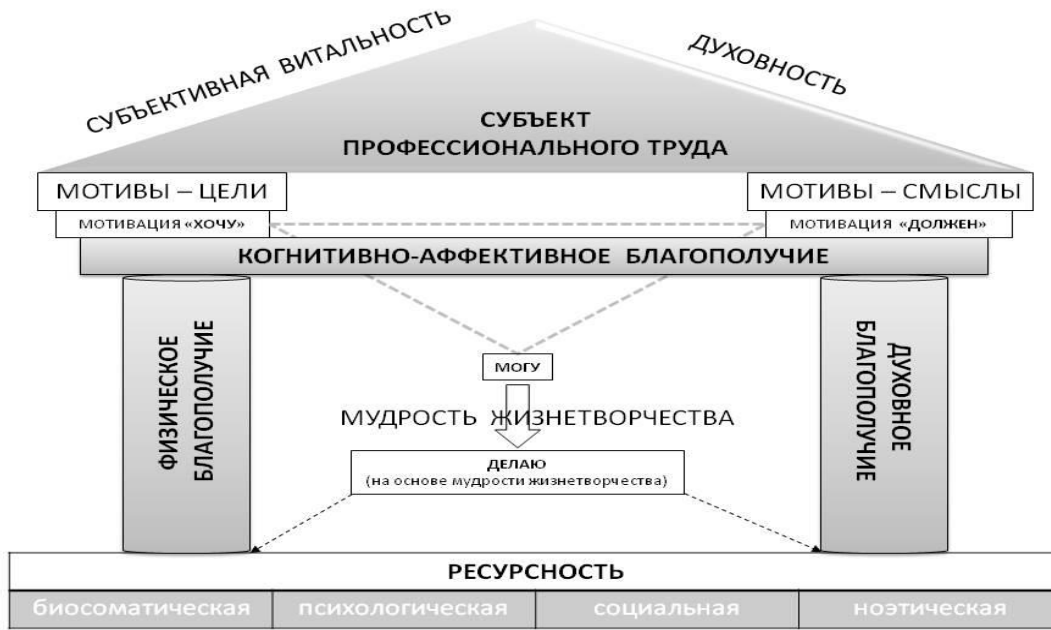 СУБЪЕКТИВНАЯ ВИТАЛЬНОСТЬ
ДУХОВНОСТЬ
СУБЪЕКТ
ПРОФЕССИОНАЛЬНОГО ТРУДА
МОТИВЫ – ЦЕЛИ
МОТИВЫ – СМЫСЛЫ
МОТИВАЦИЯ «ХОЧУ»
МОТИВАЦИЯ «ДОЛЖЕН»
КОГНИТИВНО-АФФЕКТИВНОЕ БЛАГОПОЛУЧИЕ
ФИЗИЧЕСКОЕ
БЛАГОПОЛУЧИЕ
ДУХОВНОЕ
БЛАГОПОЛУЧИЕ
МОГУ
МУДРОСТЬ ЖИЗНЕТВОРЧЕСТВА
ДЕЛАЮ
(на основе мудрости жизнетворчества)
РЕСУРСНОСТЬ
биосоматическая
психологическая
социальная
ноэтическая